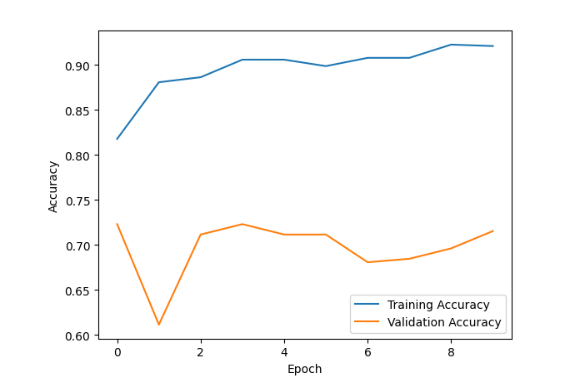 0.90
0.85
0.80
0.75
0.70
0.65
0.60
Accuracy
0 2 4 6 8
Epoch
Training Accuracy
Validation Accuracy